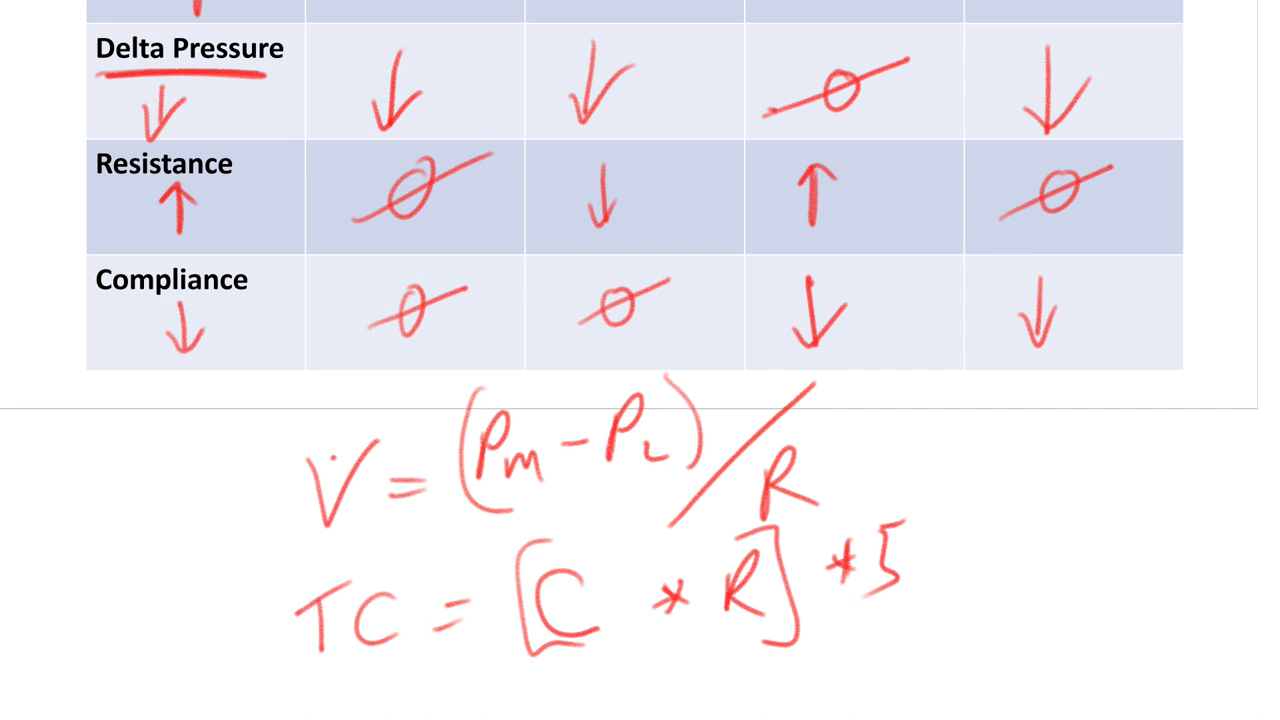 ↑
Delta Pressure ↓ ↓ ↓ Ø ↓
Resistance ↑ Ø ↓ ↑ Ø
Compliance ↓ Ø Ø ↓ ↓
V̇ = (Pm - PL) / R
TC = [C * R] * 5